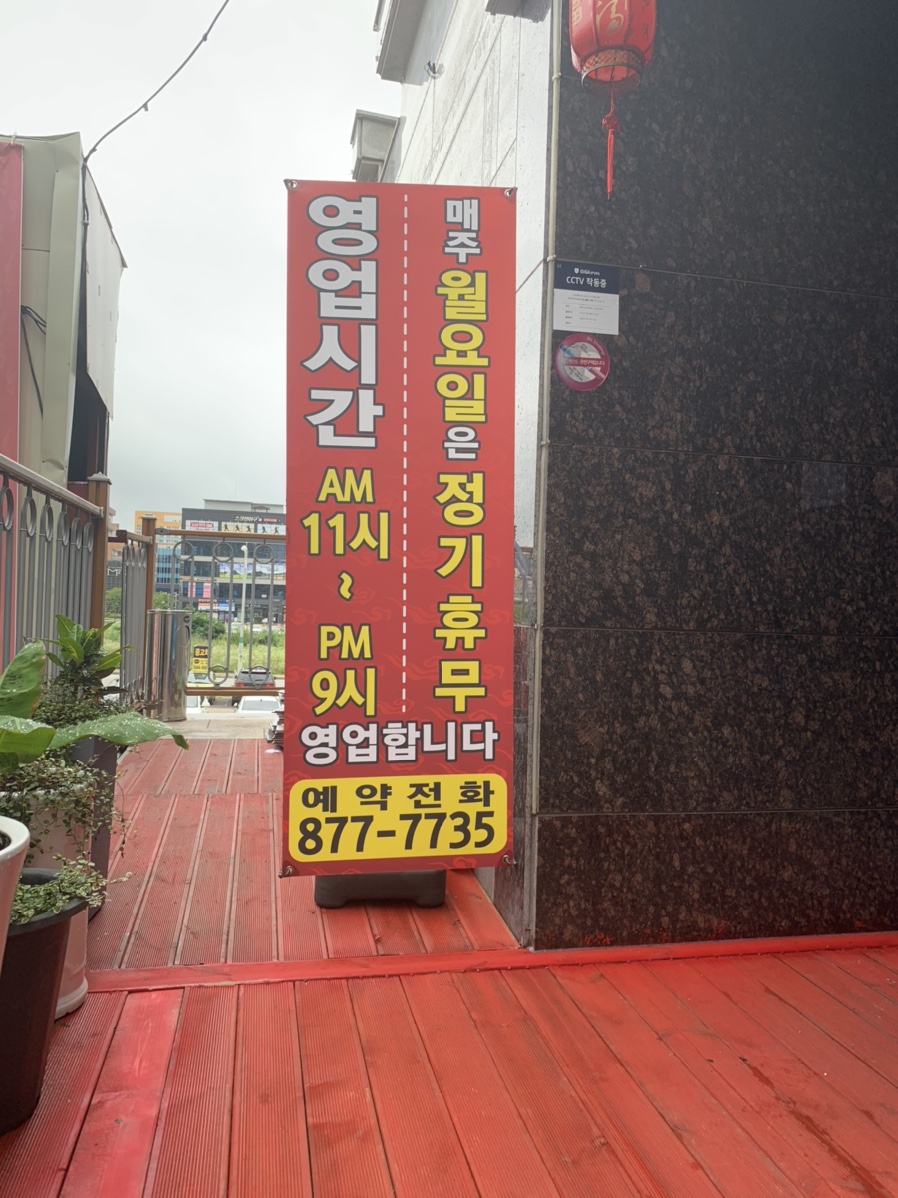 영업시간
AM
11시
~
PM
9시
매주 월요일은 정기휴무
영업합니다
예약전화
877-7735
CCTV 작동중